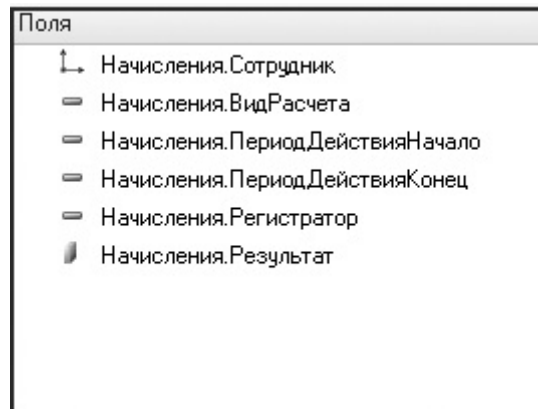 Поля
Начисления.Сотрудник
Начисления.ВидРасчета
Начисления.ПериодДействияНачало
Начисления.ПериодДействияКонец
Начисления.Регистратор
Начисления.Результат